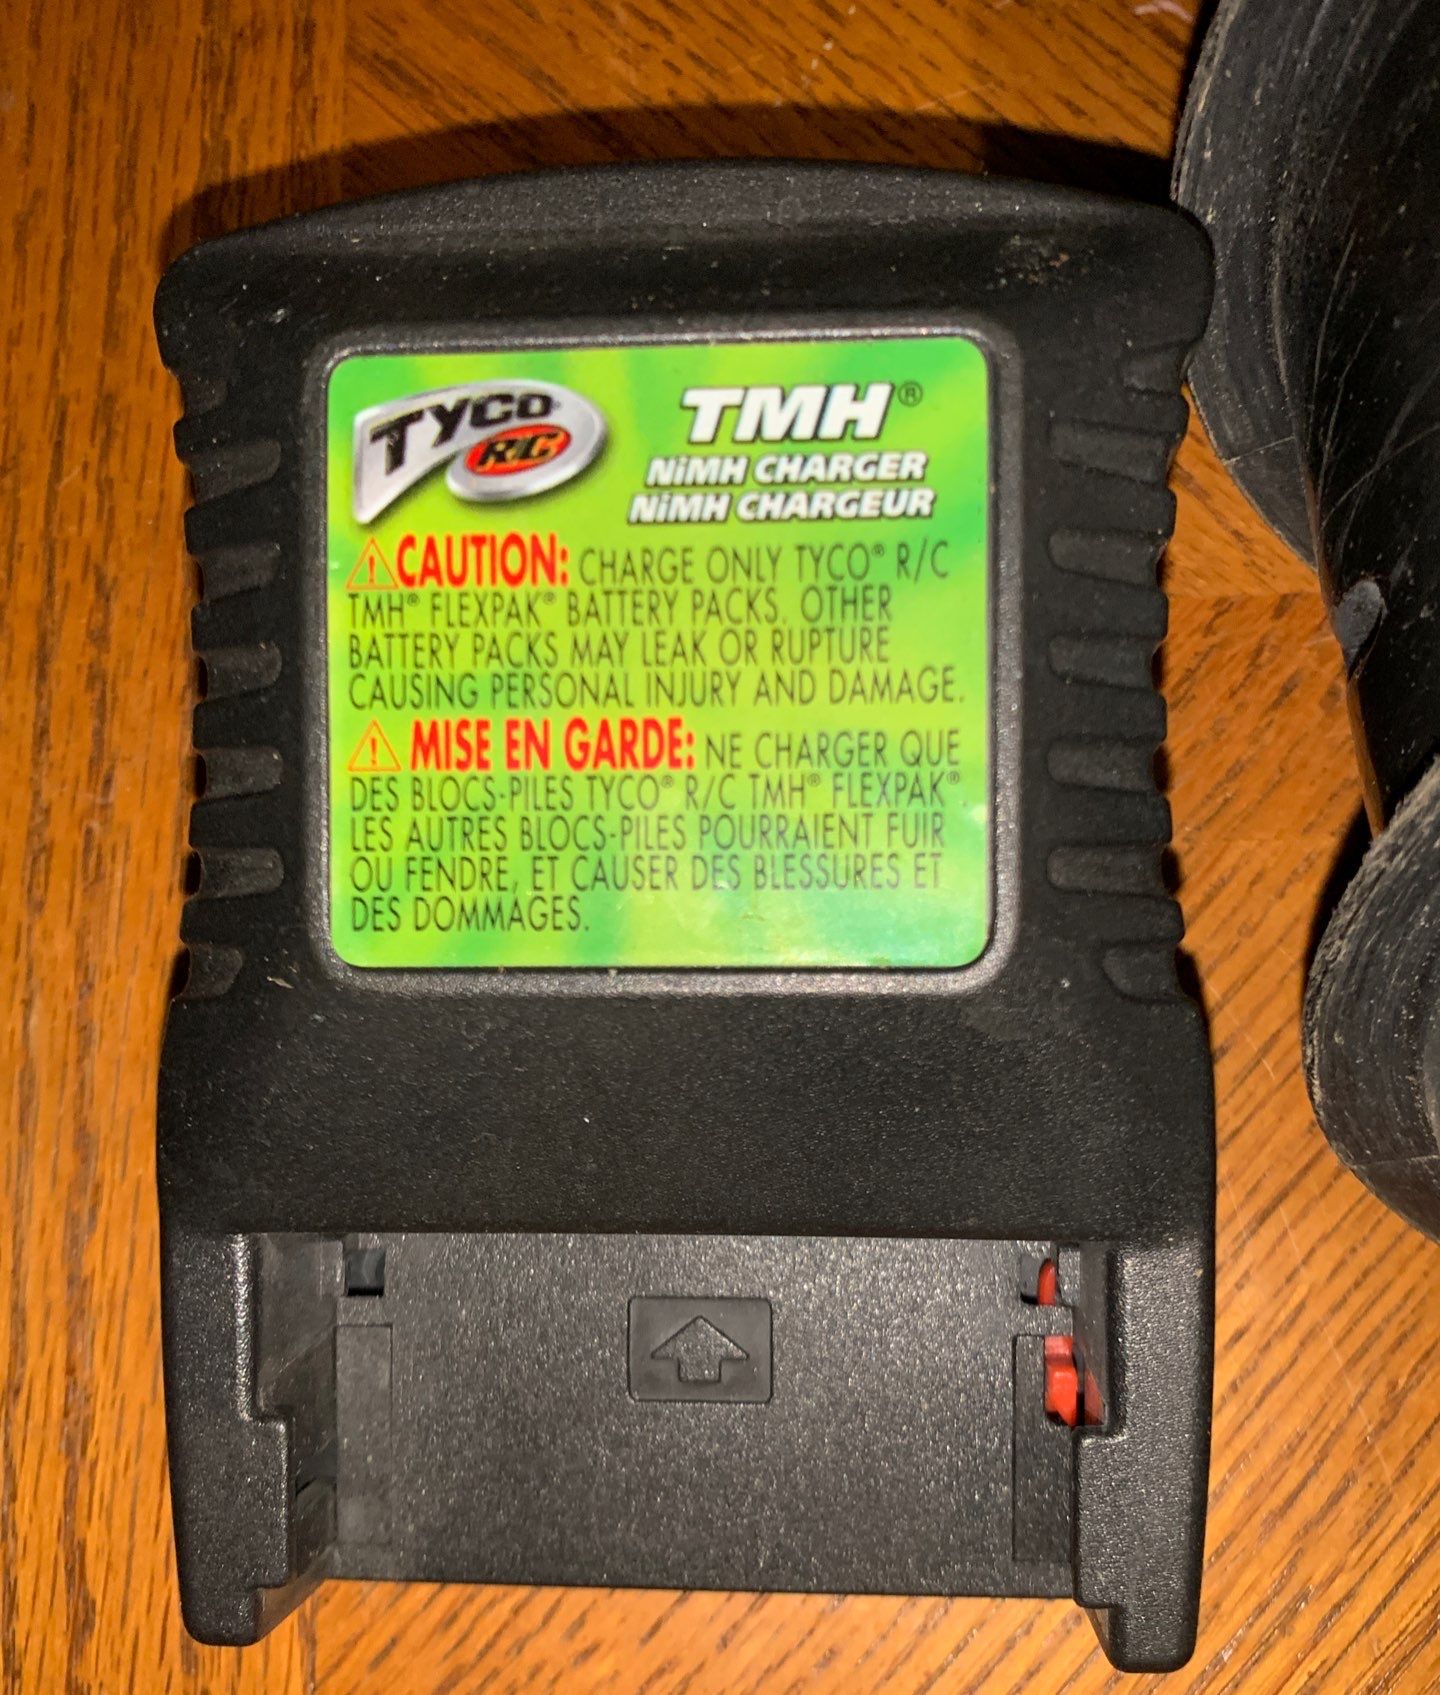 TYCO R/C
TMH®
NiMH CHARGER
NiMH CHARGEUR
CAUTION: CHARGE ONLY TYCO® R/C
TMH® FLEXPAK® BATTERY PACKS. OTHER
BATTERY PACKS MAY LEAK OR RUPTURE
CAUSING PERSONAL INJURY AND DAMAGE.
MISE EN GARDE: NE CHARGER QUE
DES BLOCS-PILES TYCO® R/C TMH® FLEXPAK®
LES AUTRES BLOCS-PILES POURRAIENT FUIR
OU FENDRE, ET CAUSER DES BLESSURES ET
DES DOMMAGES.